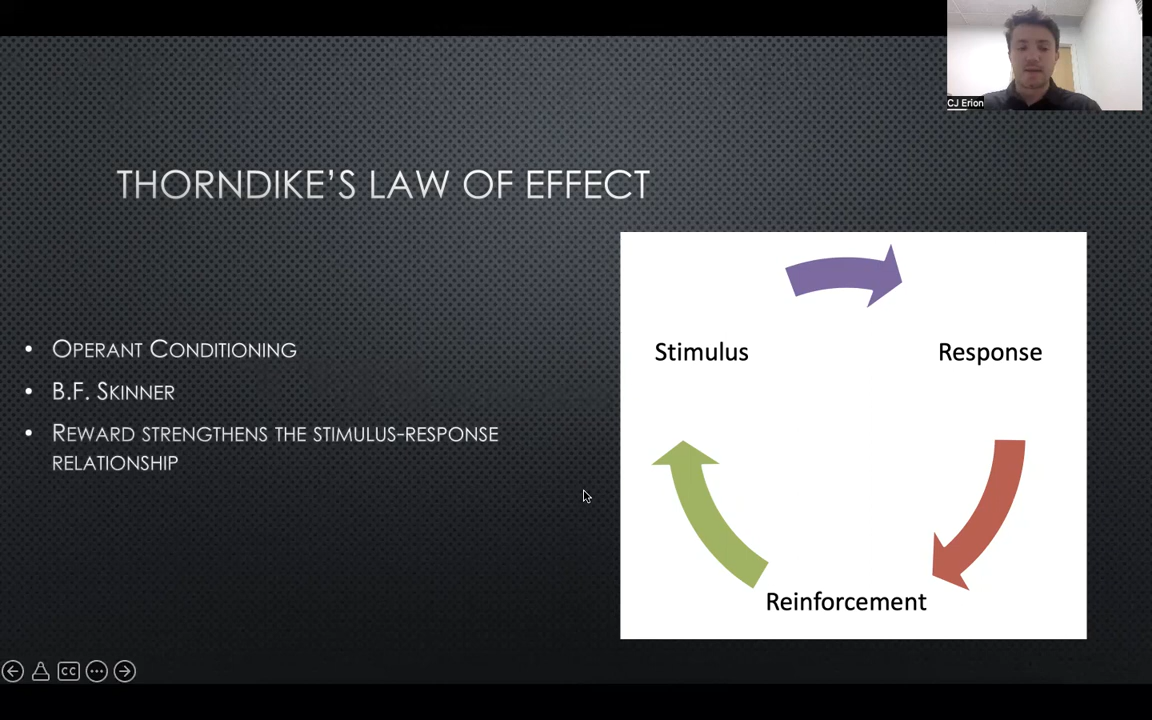 CJ Erion
THORNDIKE'S LAW OF EFFECT
• OPERANT CONDITIONING
• B.F. SKINNER
• REWARD STRENGTHENS THE STIMULUS-RESPONSE
RELATIONSHIP
Stimulus
Response
Reinforcement
CC